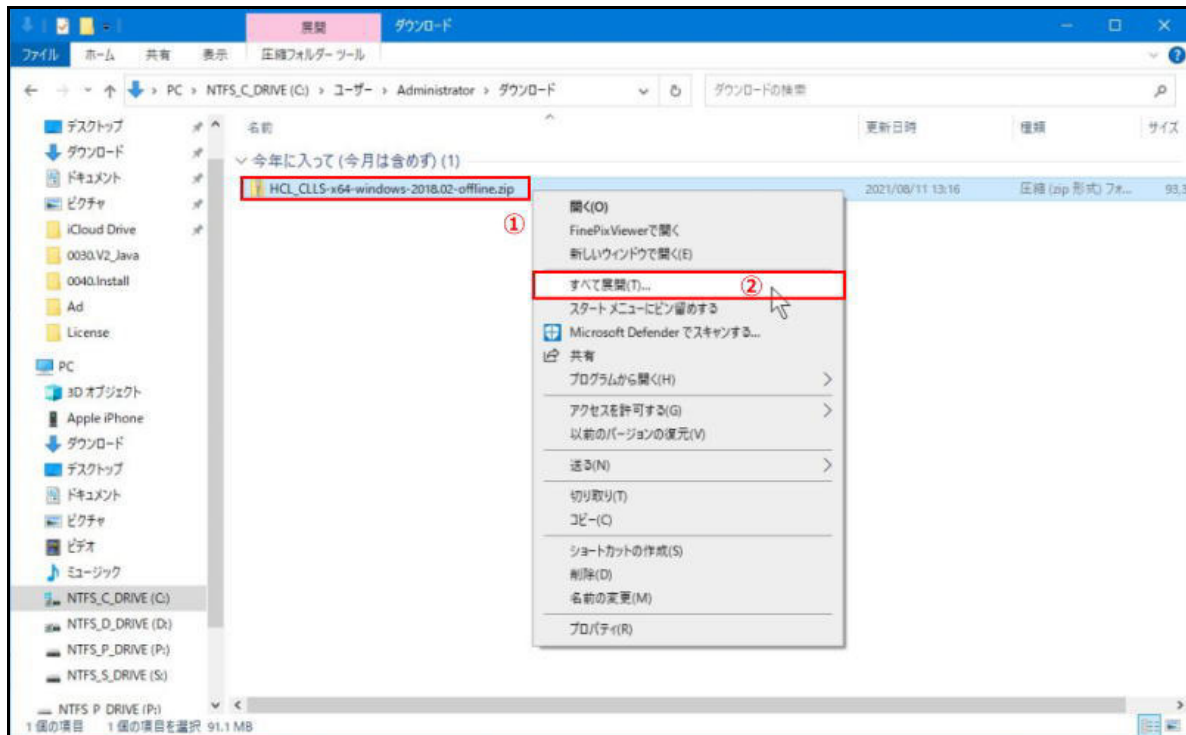 展開
ダウンロード
ファイル ホーム 共有 表示 圧縮フォルダー ツール
PC > NTFS_C_DRIVE (C:) > ユーザー > Administrator > ダウンロード
ダウンロードの検索
デスクトップ
ダウンロード
ドキュメント
ピクチャ
iCloud Drive
0030.V2_Java
0040.Install
Ad
License
PC
3D オブジェクト
Apple iPhone
ダウンロード
デスクトップ
ドキュメント
ピクチャ
ビデオ
ミュージック
NTFS_C_DRIVE (C:)
NTFS_D_DRIVE (D:)
NTFS_P_DRIVE (P:)
NTFS_S_DRIVE (S:)
NTFS_P_DRIVE (P:)
名前 更新日時 種類 サイズ
今年に入って (今月は含めず) (1)
HCL_CLLS-x64-windows-2018.02-offline.zip 2021/08/11 13:16 圧縮 (zip 形式) フォ... 93,
①
開く(O)
FinePixViewerで開く
新しいウィンドウで開く(E)
すべて展開(T)... ②
スタート メニューにピン留めする
Microsoft Defender でスキャンする...
共有
プログラムから開く(H)
アクセスを許可する(G)
以前のバージョンの復元(V)
送る(N)
切り取り(T)
コピー(C)
ショートカットの作成(S)
削除(D)
名前の変更(M)
プロパティ(R)
1 個の項目 1 個の項目を選択 91.1 MB